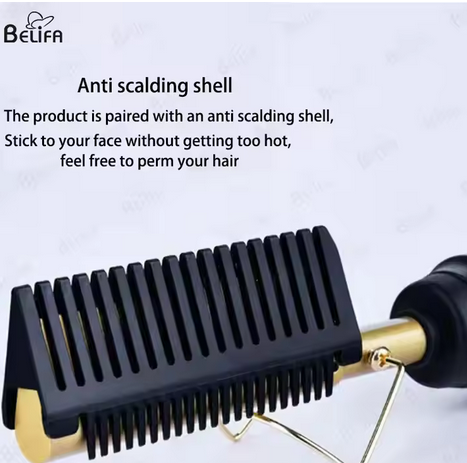 BELIFA
Anti scalding shell
The product is paired with an anti scalding shell,
Stick to your face without getting too hot,
feel free to perm your hair